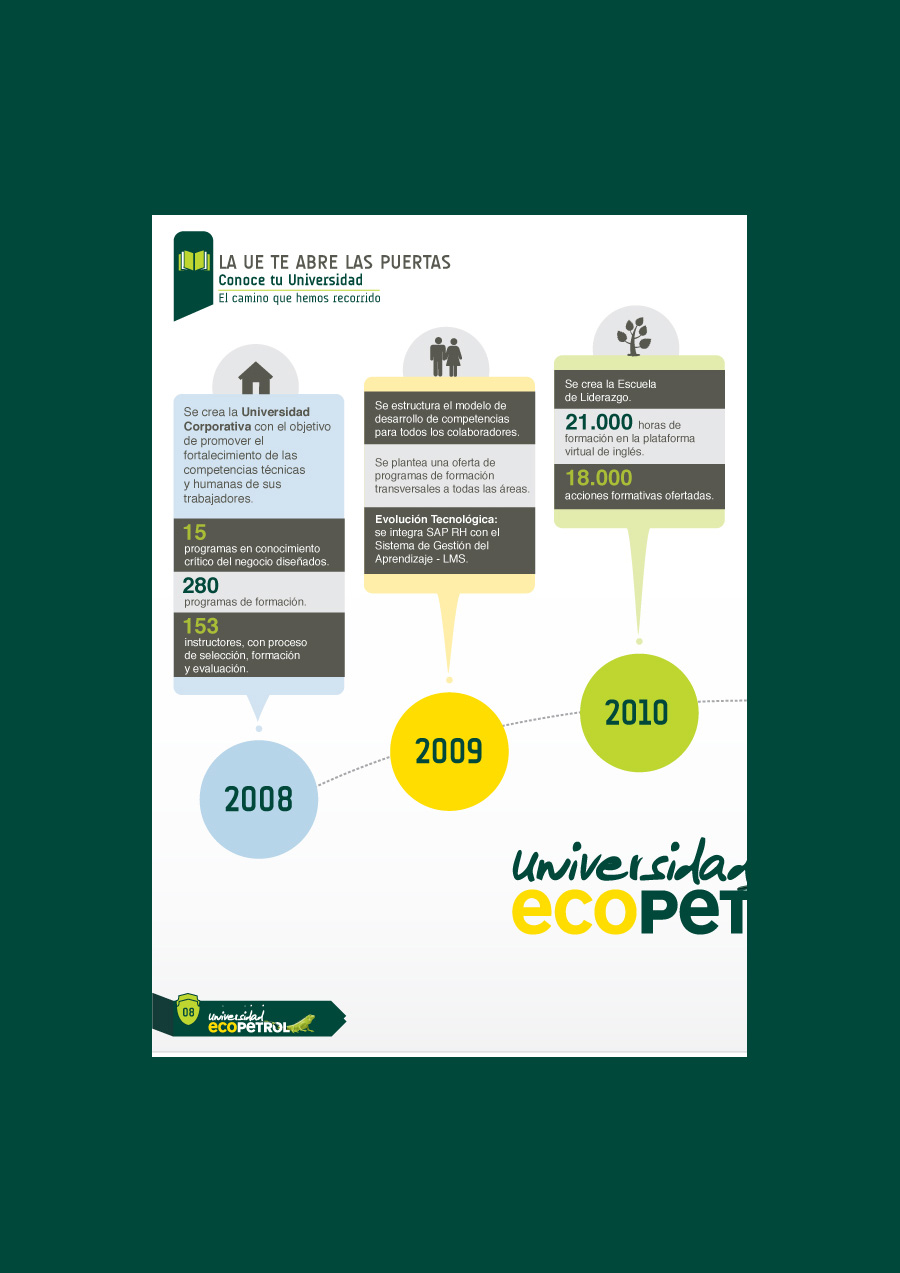 LA UE TE ABRE LAS PUERTAS
Conoce tu Universidad
El camino que hemos recorrido
Se crea la Universidad
Corporativa con el objetivo
de promover el
fortalecimiento de las
competencias técnicas
y humanas de sus
trabajadores.
15
programas en conocimiento
crítico del negocio diseñados.
280
programas de formación.
153
instructores, con proceso
de selección, formación
y evaluación.
2008
Se estructura el modelo de
desarrollo de competencias
para todos los colaboradores.
Se plantea una oferta de
programas de formación
transversales a todas las áreas.
Evolución Tecnológica:
se integra SAP RH con el
Sistema de Gestión del
Aprendizaje - LMS.
2009
Se crea la Escuela
de Liderazgo.
21.000 horas de
formación en la plataforma
virtual de inglés.
18.000
acciones formativas ofertadas.
2010
universidad
ecoPET
08
universidad
ecoPETROL